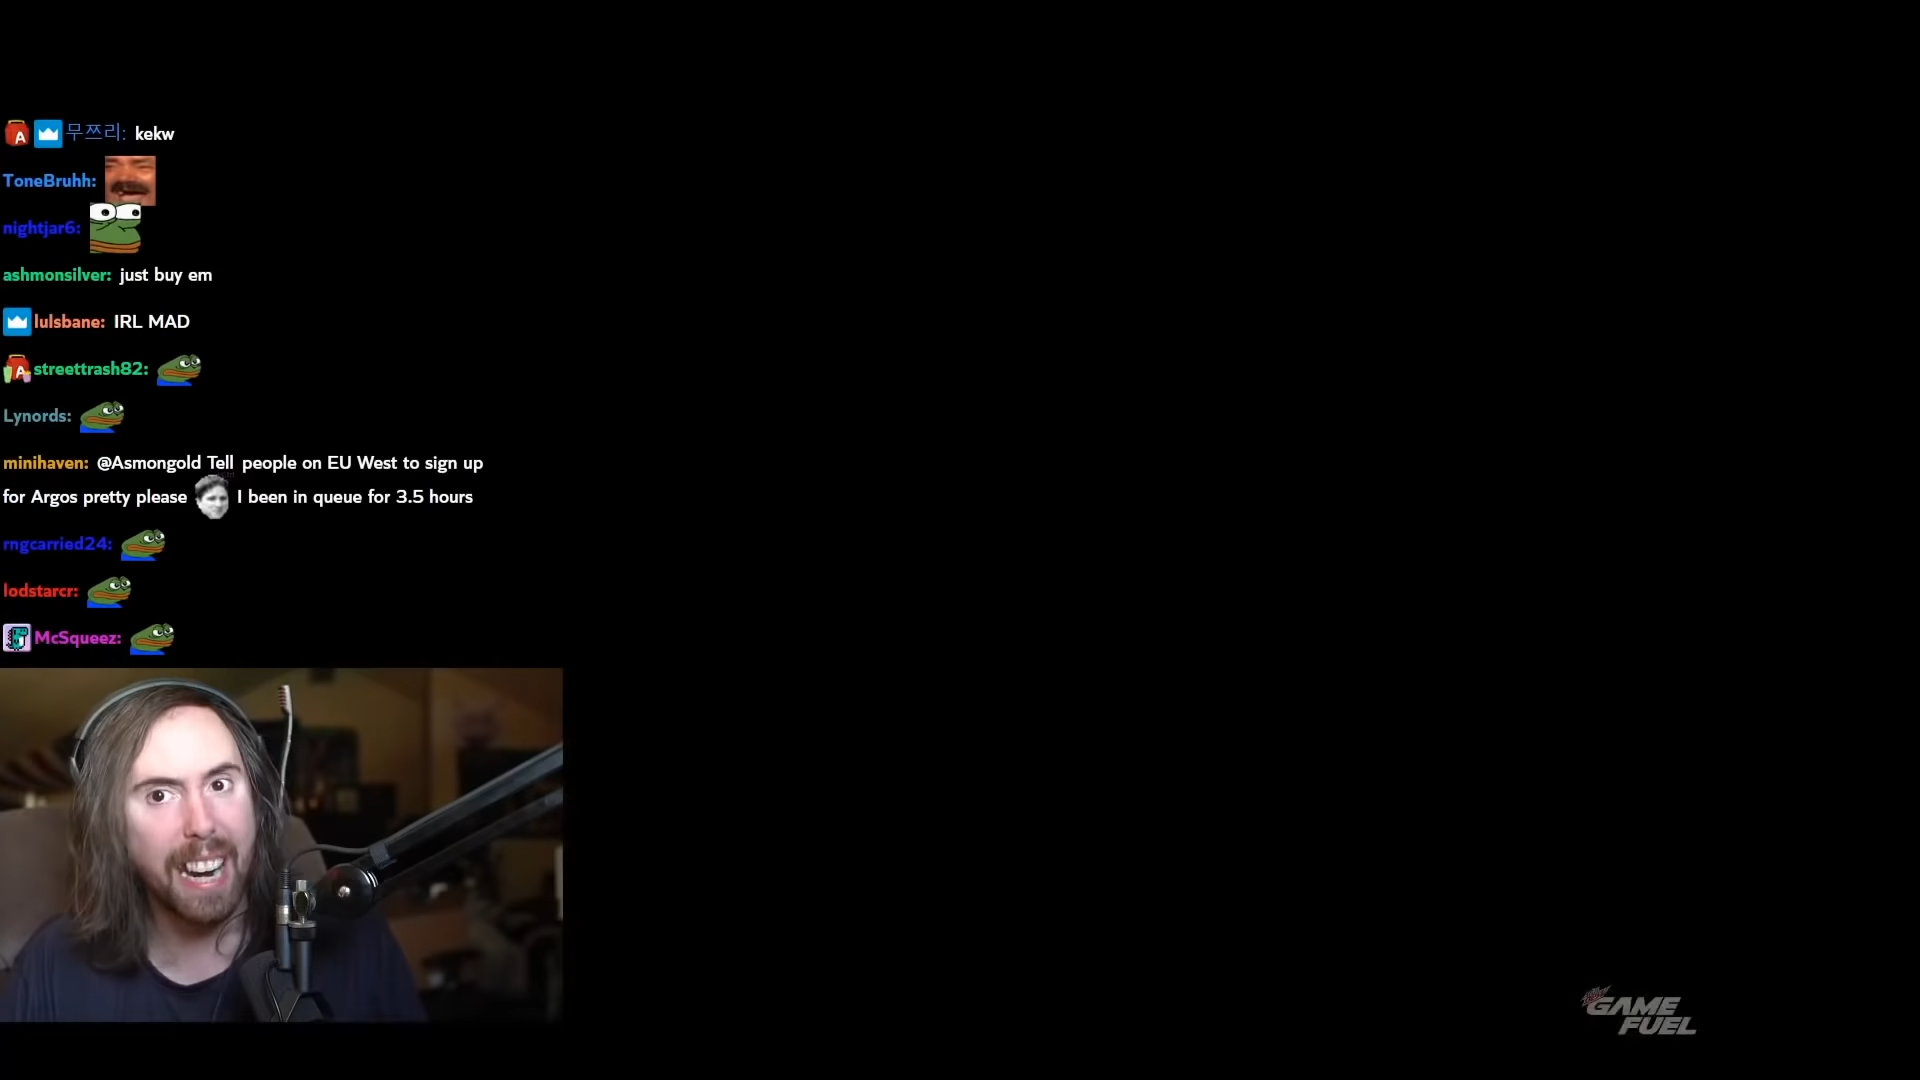 무쯔리: kekw
ToneBruhh:
nightjar6:
ashmonsilver: just buy em
lulsbane: IRL MAD
streettrash82:
Lynords:
minihaven: @Asmongold Tell people on EU West to sign up
for Argos pretty please I been in queue for 3.5 hours
rngcarried24:
lodstarcr:
McSqueez:
GAME
FUEL